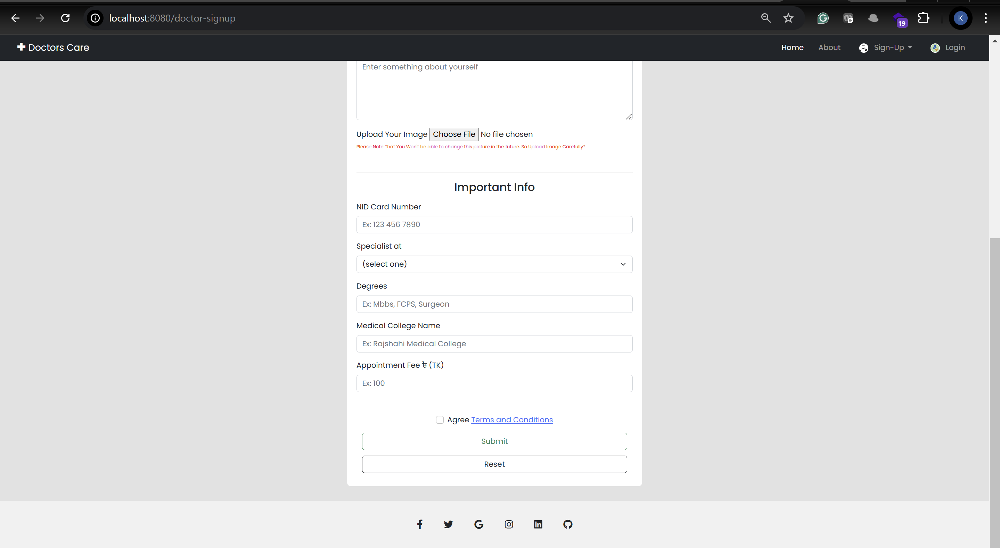 localhost:8080/doctor-signup
19
K
Doctors Care
Home
About
Sign-Up
Login
Enter something about yourself
Upload Your Image Choose File No file chosen
Please Note That You Won't be able to change this picture in the future. So Upload Image Carefully*
Important Info
NID Card Number
Ex: 123 456 7890
Specialist at
(select one)
Degrees
Ex: Mbbs, FCPS, Surgeon
Medical College Name
Ex: Rajshahi Medical College
Appointment Fee ৳ (TK)
Ex: 100
Agree Terms and Conditions
Submit
Reset